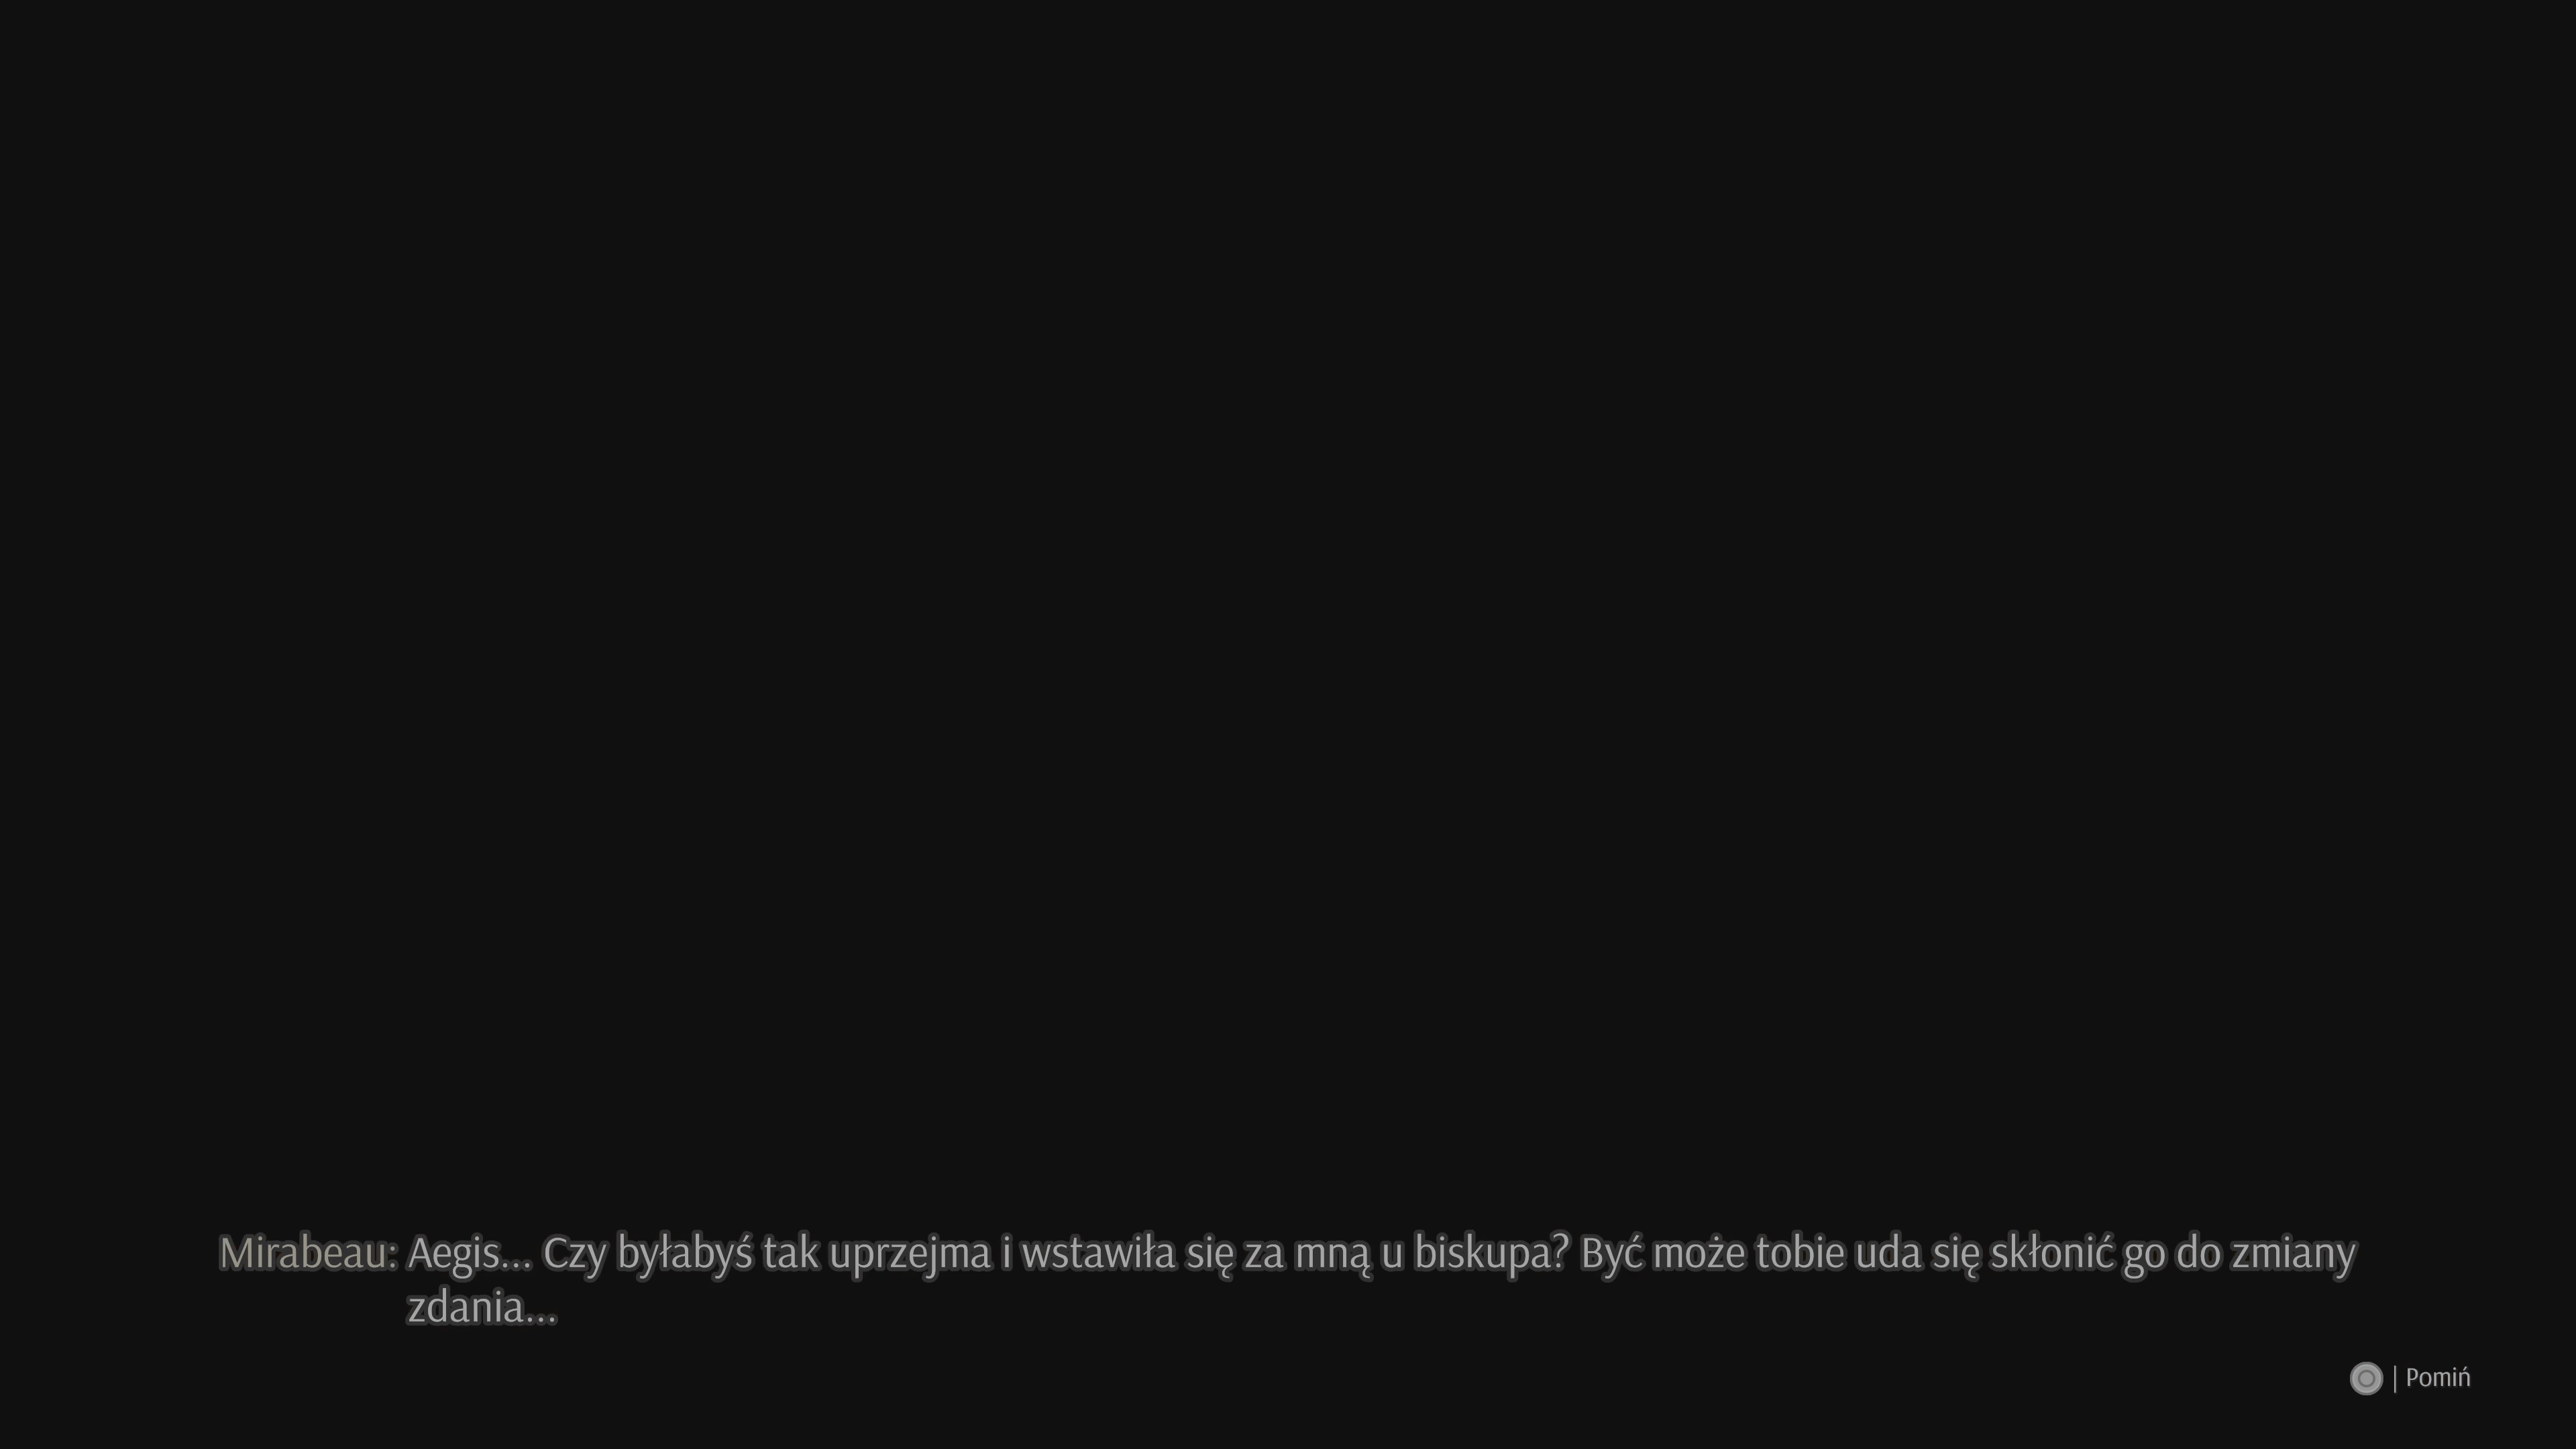 Mirabeau: Aegis... Czy byłabyś tak uprzejma i wstawiła się za mną u biskupa? Być może tobie uda się skłonić go do zmiany
zdania...
| Pomiń